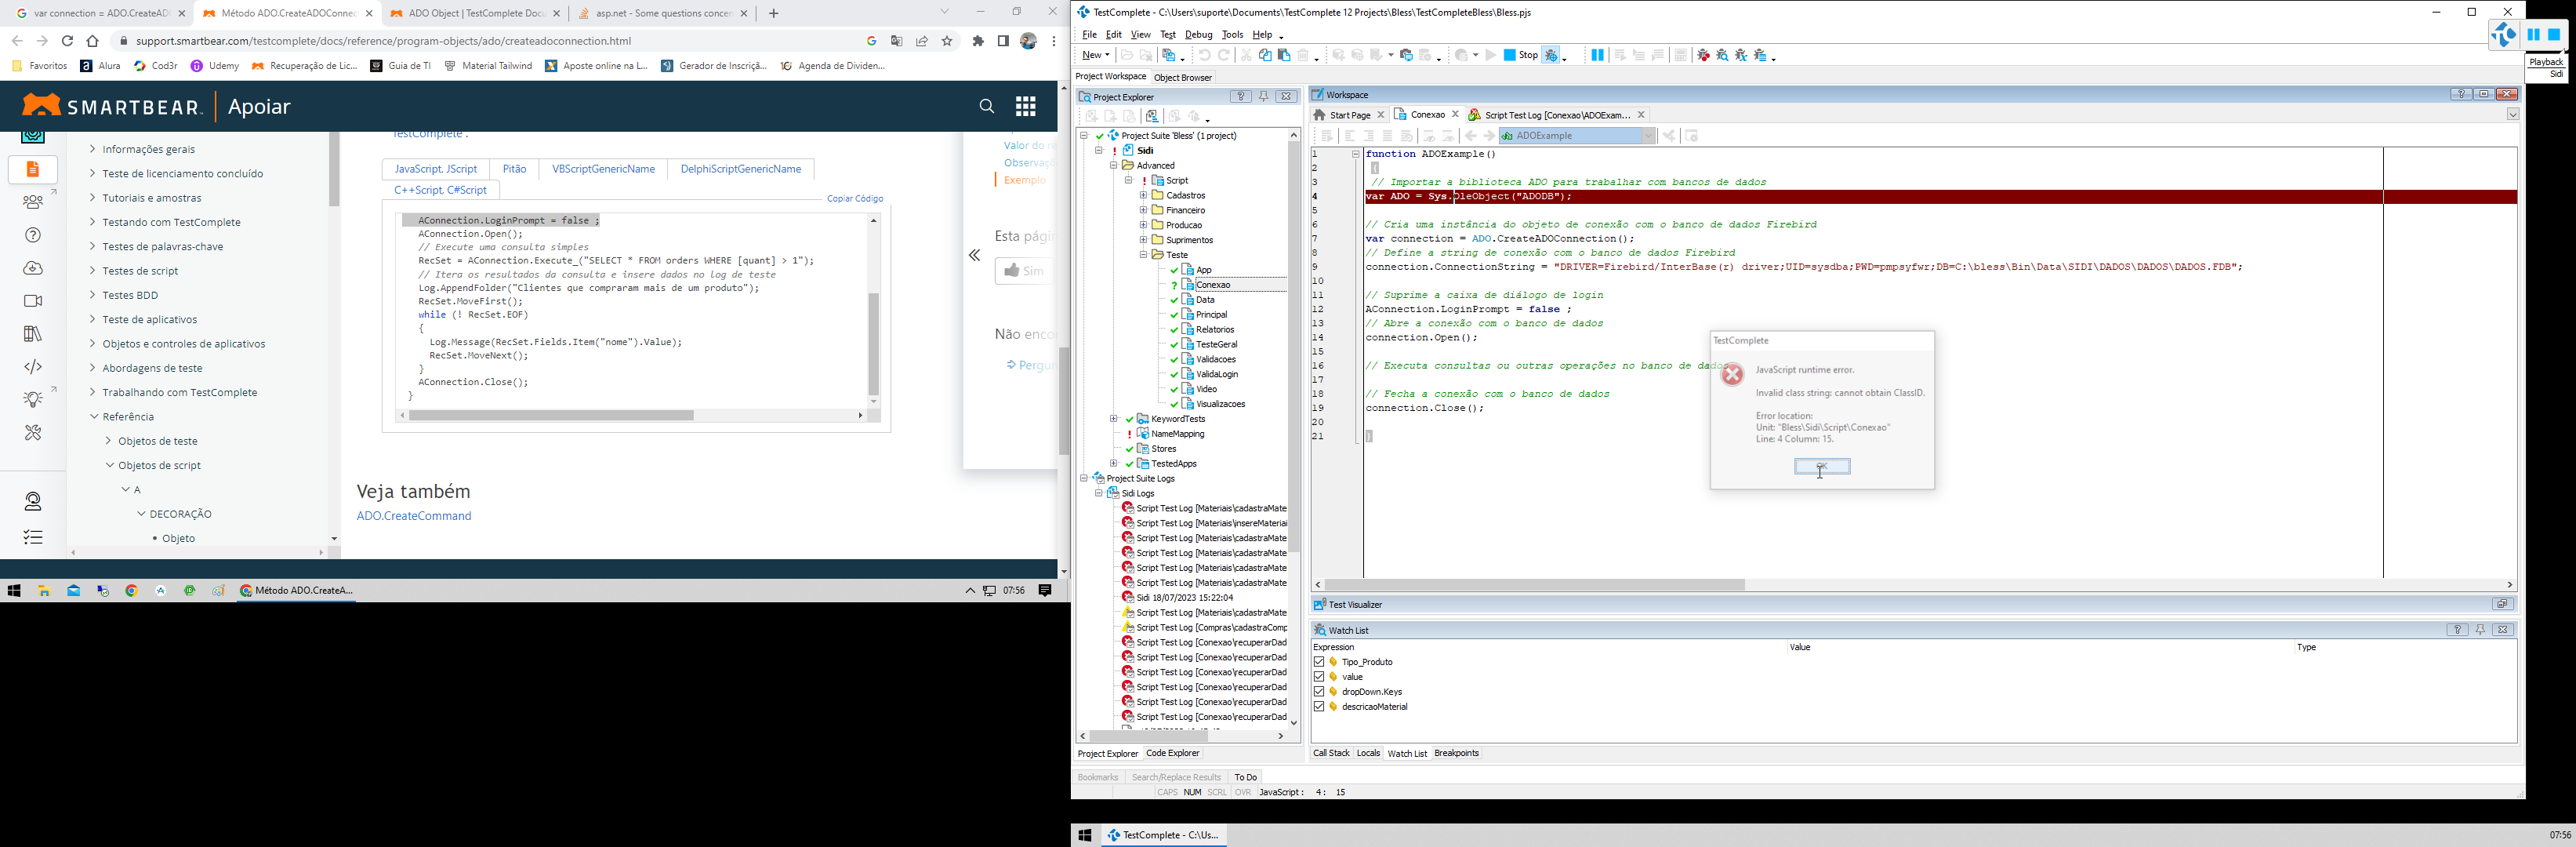 var connection = ADO.CreateAD
Método ADO.CreateADOConne
ADO Object | TestComplete Doc
asp.net - Some questions concer
support.smartbear.com/testcomplete/docs/reference/program-objects/ado/createadoconnection.html
Favoritos
Alura
Cod3r
Udemy
Recuperação de Lic...
Guia de TI
Material Tailwind
Aposte online na L...
Gerador de Inscriçã...
Agenda de Dividen...
SMARTBEAR
Apoiar
Informações gerais
Teste de licenciamento concluído
Tutoriais e amostras
Testando com TestComplete
Testes de palavras-chave
Testes de script
Testes BDD
Teste de aplicativos
Objetos e controles de aplicativos
Abordagens de teste
Trabalhando com TestComplete
Referência
Objetos de teste
Objetos de script
A
DECORAÇÃO
Objeto
TestComplete .
JavaScript, JScript
Pitão
VBScriptGenericName
DelphiScriptGenericName
C++Script, C#Script
Copiar Código
AConnection.LoginPrompt = false ;
AConnection.Open();
// Execute uma consulta simples
RecSet = AConnection.Execute_("SELECT * FROM orders WHERE [quant] > 1");
// Itera os resultados da consulta e insere dados no log de teste
Log.AppendFolder("Clientes que compraram mais de um produto");
RecSet.MoveFirst();
while (! RecSet.EOF)
{
Log.Message(RecSet.Fields.Item("nome").Value);
RecSet.MoveNext();
}
AConnection.Close();
}
Veja também
ADO.CreateCommand
Valor do r
Observaçõ
Exemplo
Esta págin
Sim
Não enco
Pergun
Método ADO.CreateA...
07:56
TestComplete - C:\Users\suporte\Documents\TestComplete 12 Projects\Bless\TestCompleteBless\Bless.pjs
File Edit View Test Debug Tools Help
New
Stop
Playback
Sidi
Project Workspace
Object Browser
Project Explorer
Project Suite 'Bless' (1 project)
Sidi
Advanced
Script
Cadastros
Financeiro
Producao
Suprimentos
Teste
App
Conexao
Data
Principal
Relatorios
TesteGeral
Validacoes
ValidaLogin
Video
Visualizacoes
KeywordTests
NameMapping
Stores
TestedApps
Project Suite Logs
Sidi Logs
Script Test Log [Materiais\cadastraMate
Script Test Log [Materiais\insereMateria
Script Test Log [Materiais\cadastraMate
Script Test Log [Materiais\cadastraMate
Script Test Log [Materiais\cadastraMate
Script Test Log [Materiais\cadastraMate
Sidi 18/07/2023 15:22:04
Script Test Log [Materiais\cadastraMate
Script Test Log [Compras\cadastraComp
Script Test Log [Conexao\recuperarDad
Script Test Log [Conexao\recuperarDad
Script Test Log [Conexao\recuperarDad
Script Test Log [Conexao\recuperarDad
Script Test Log [Conexao\recuperarDad
Script Test Log [Conexao\recuperarDad
Project Explorer
Code Explorer
Workspace
Start Page
Conexao
Script Test Log [Conexao\ADOExam...
ADOExample
1 function ADOExample()
2 {
3 // Importar a biblioteca ADO para trabalhar com bancos de dados
4 var ADO = Sys.OleObject("ADODB");
5
6 // Cria uma instância do objeto de conexão com o banco de dados Firebird
7 var connection = ADO.CreateADOConnection();
8 // Define a string de conexão com o banco de dados Firebird
9 connection.ConnectionString = "DRIVER=Firebird/InterBase(r) driver;UID=sysdba;PWD=pmpsyfwr;DB=C:\bless\Bin\Data\SIDI\DADOS\DADOS\DADOS.FDB";
10
11 // Suprime a caixa de diálogo de login
12 AConnection.LoginPrompt = false ;
13 // Abre a conexão com o banco de dados
14 connection.Open();
15
16 // Executa consultas ou outras operações no banco de dados
17
18 // Fecha a conexão com o banco de dados
19 connection.Close();
20
21 }
TestComplete
JavaScript runtime error.
Invalid class string: cannot obtain ClassID.
Error location:
Unit: "Bless\Sidi\Script\Conexao"
Line: 4 Column: 15.
OK
Test Visualizer
Watch List
Expression Value Type
Tipo_Produto
value
dropDown.Keys
descricaoMaterial
Call Stack Locals Watch List Breakpoints
Bookmarks Search/Replace Results To Do
CAPS NUM SCRL OVR JavaScript : 4 : 15
TestComplete - C:\Us...
07:56